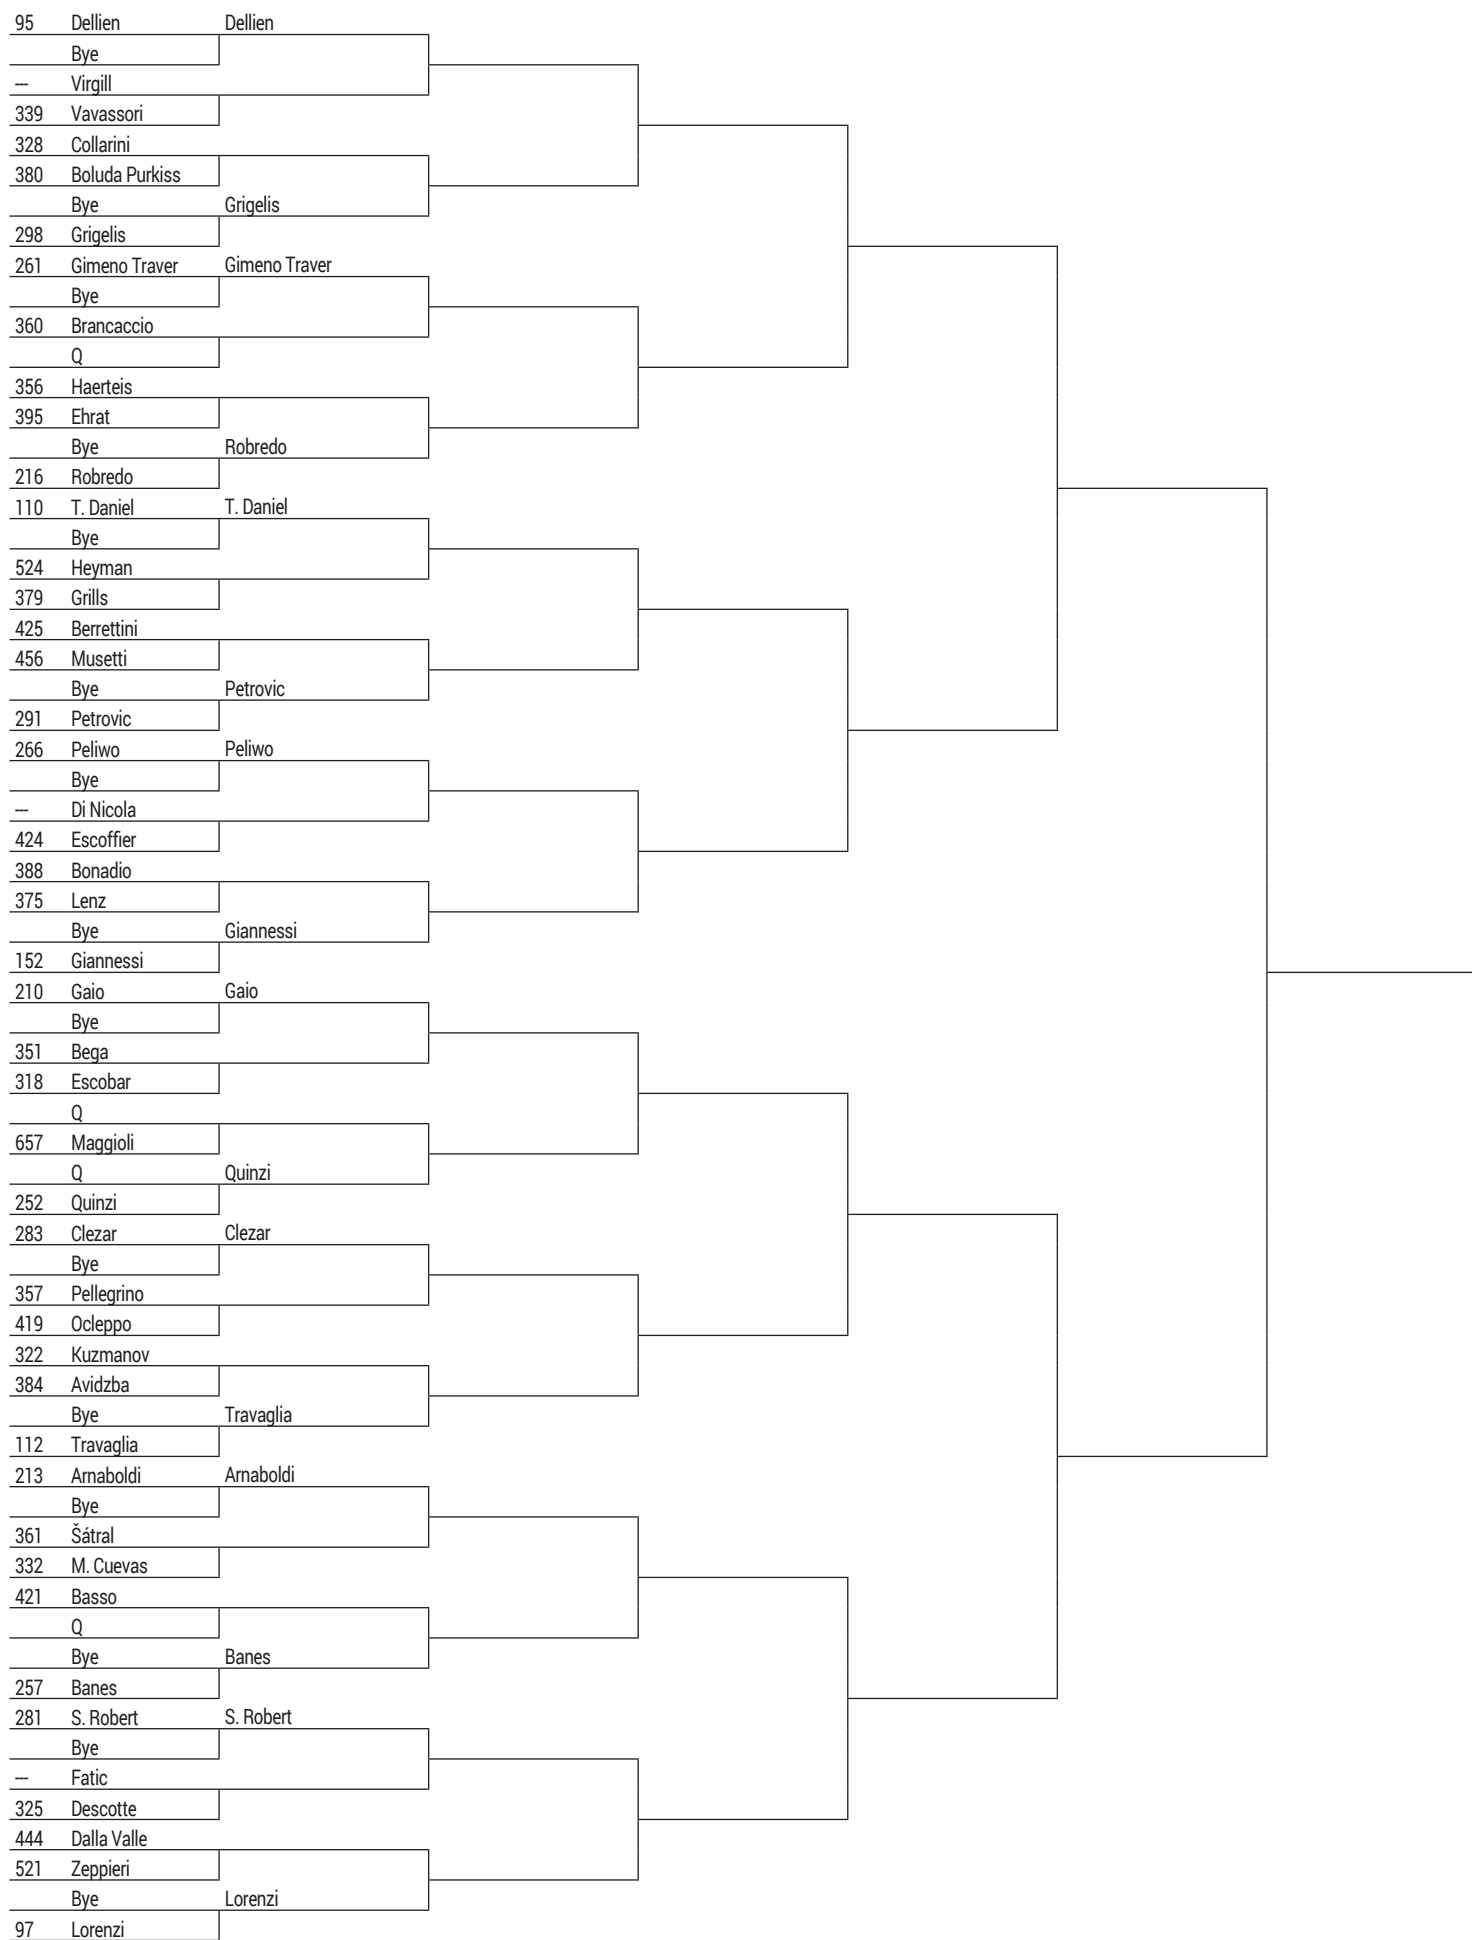 95 Dellien Dellien
Bye
--- Virgill
339 Vavassori
328 Collarini
380 Boluda Purkiss
Bye Grigelis
298 Grigelis
261 Gimeno Traver Gimeno Traver
Bye
360 Brancaccio
Q
356 Haerteis
395 Ehrat
Bye Robredo
216 Robredo
110 T. Daniel T. Daniel
Bye
524 Heyman
379 Grills
425 Berrettini
456 Musetti
Bye Petrovic
291 Petrovic
266 Peliwo Peliwo
Bye
--- Di Nicola
424 Escoffier
388 Bonadio
375 Lenz
Bye Giannessi
152 Giannessi
210 Gaio Gaio
Bye
351 Bega
318 Escobar
Q
657 Maggioli
Q Quinzi
252 Quinzi
283 Clezar Clezar
Bye
357 Pellegrino
419 Ocleppo
322 Kuzmanov
384 Avidzba
Bye Travaglia
112 Travaglia
213 Arnaboldi Arnaboldi
Bye
361 Šátral
332 M. Cuevas
421 Basso
Q
Bye Banes
257 Banes
281 S. Robert S. Robert
Bye
--- Fatic
325 Descotte
444 Dalla Valle
521 Zeppieri
Bye Lorenzi
97 Lorenzi